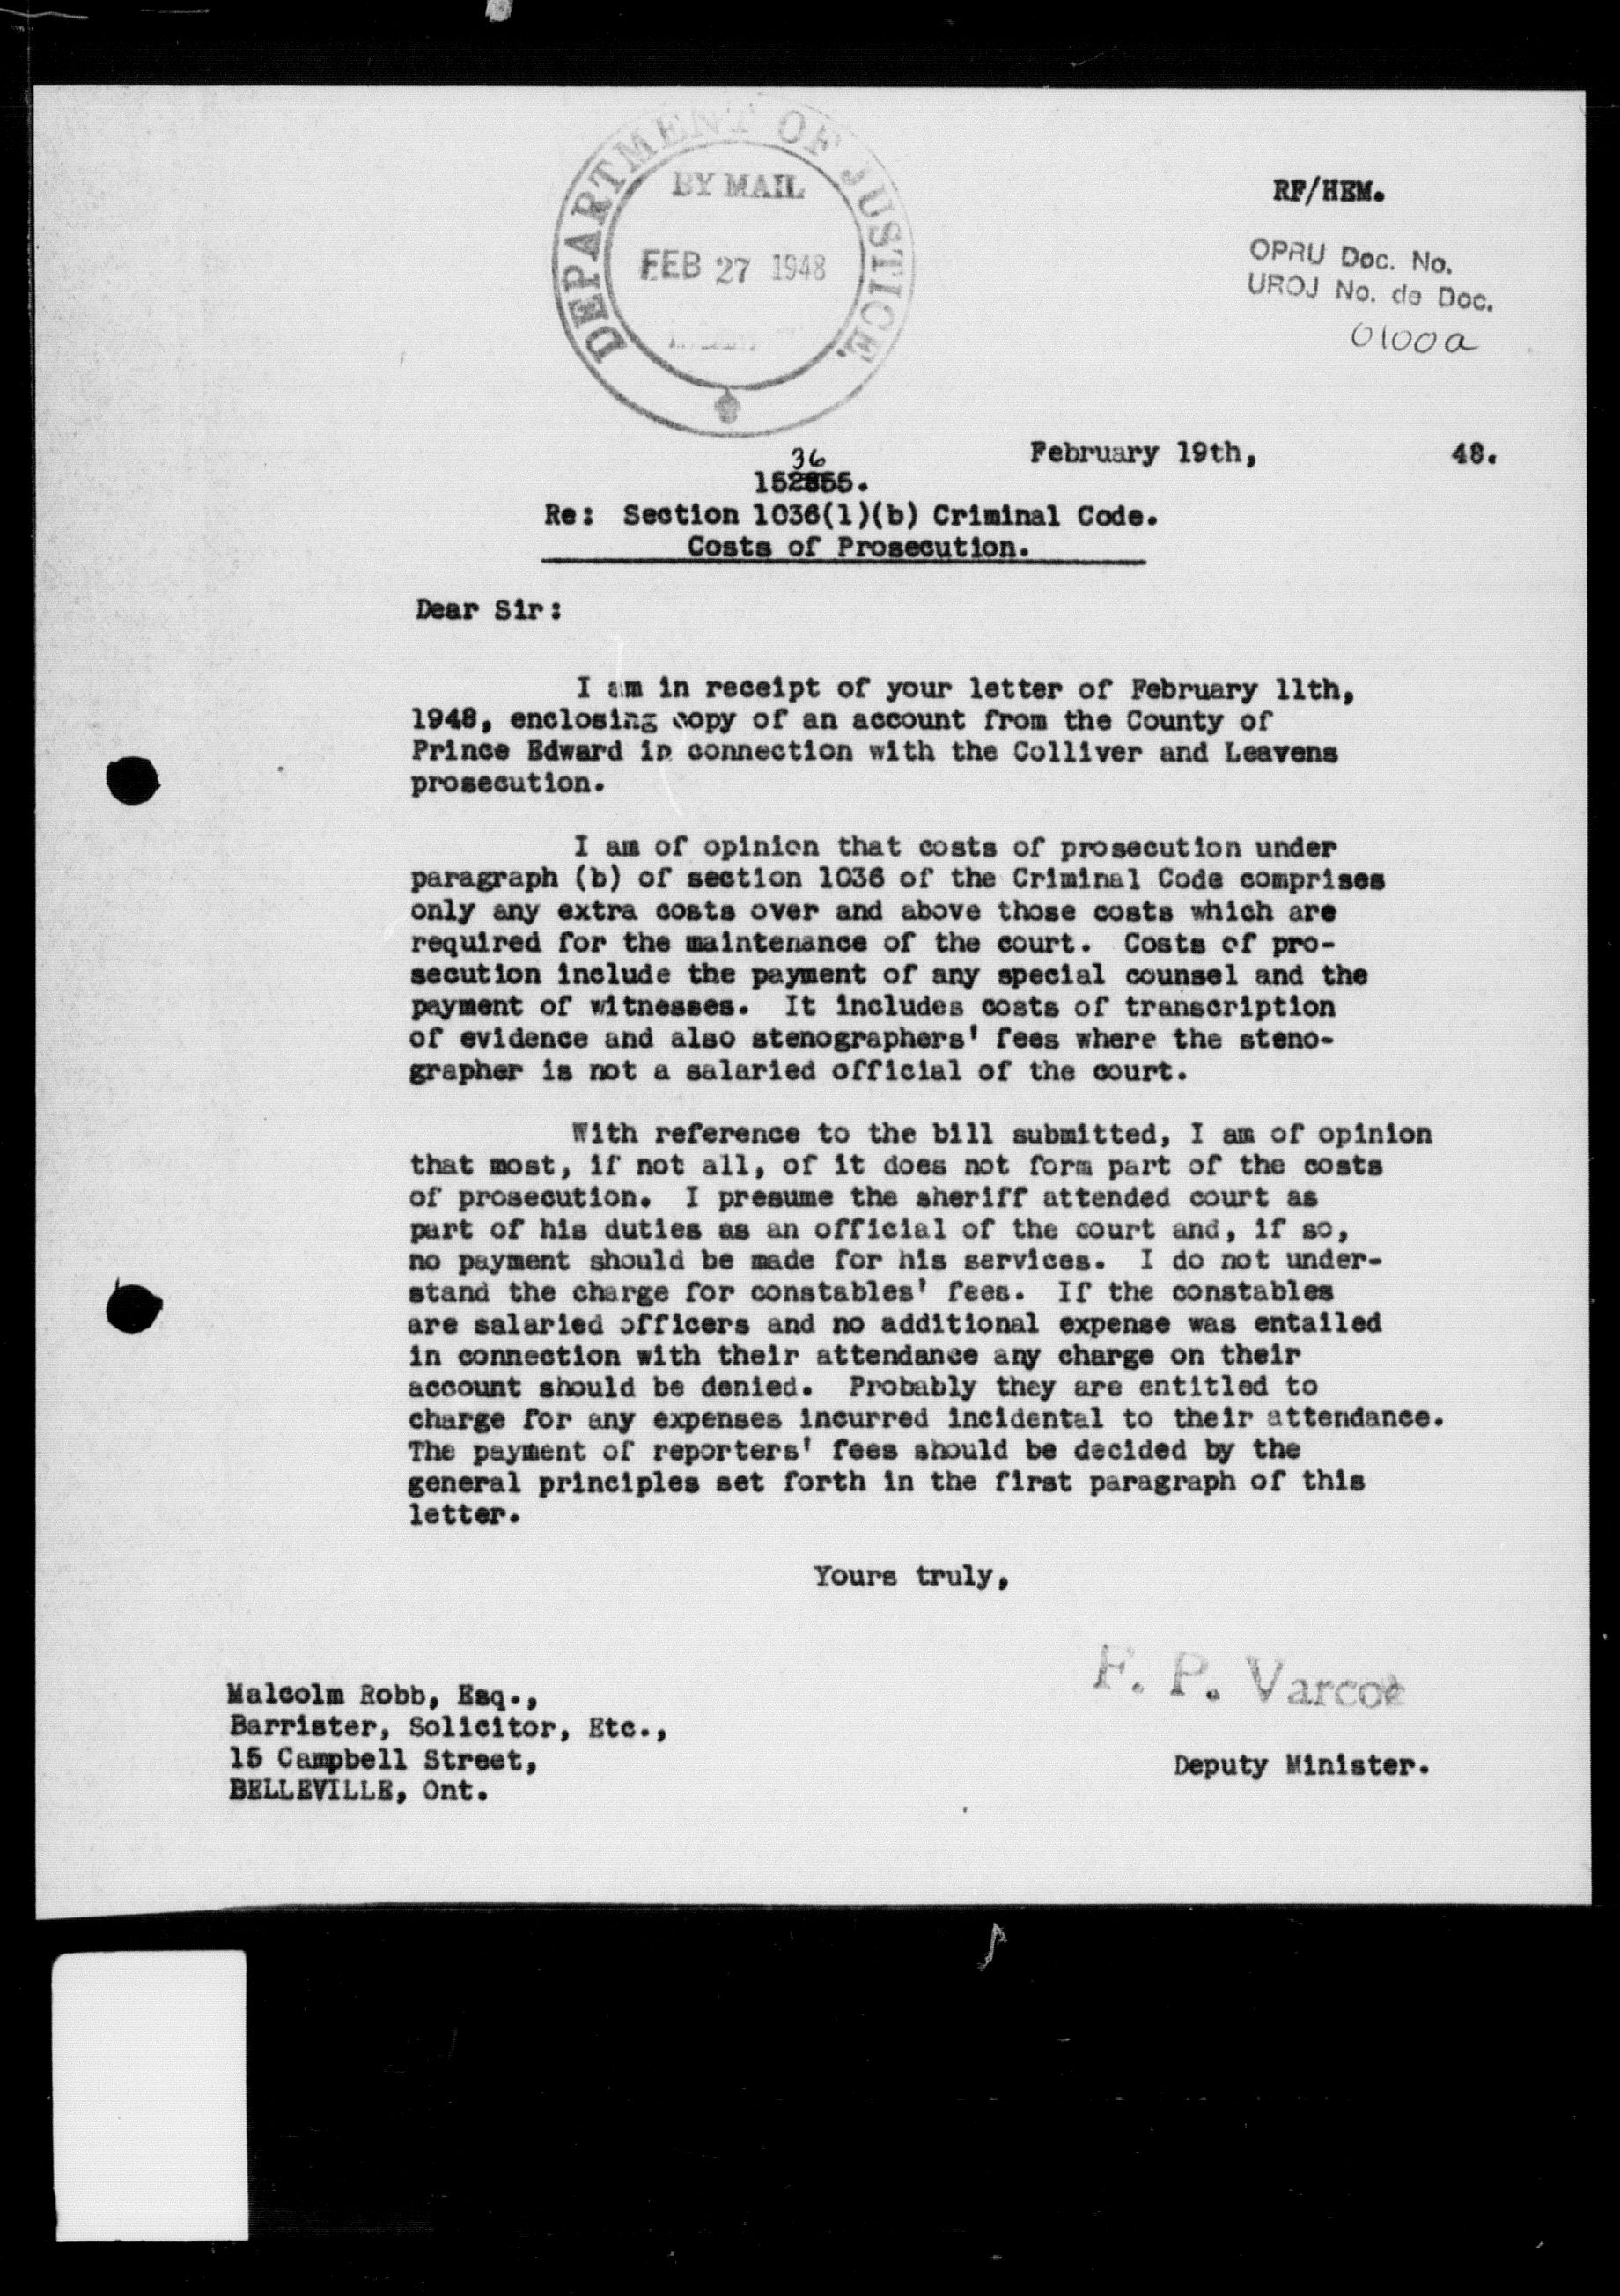 DEPARTMENT OF JUSTICE.
BY MAIL
FEB 27 1948
RF/HEM.
OPRU Doc. No.
UROJ No. de Doc.
0100a
February 19th, 48.
36
152855.
Re: Section 1036(1)(b) Criminal Code.
Costs of Prosecution.
Dear Sir:
I am in receipt of your letter of February 11th,
1948, enclosing copy of an account from the County of
Prince Edward in connection with the Colliver and Leavens
prosecution.
I am of opinion that costs of prosecution under
paragraph (b) of section 1036 of the Criminal Code comprises
only any extra costs over and above those costs which are
required for the maintenance of the court. Costs of pro-
secution include the payment of any special counsel and the
payment of witnesses. It includes costs of transcription
of evidence and also stenographers' fees where the steno-
grapher is not a salaried official of the court.
With reference to the bill submitted, I am of opinion
that most, if not all, of it does not form part of the costs
of prosecution. I presume the sheriff attended court as
part of his duties as an official of the court and, if so,
no payment should be made for his services. I do not under-
stand the charge for constables' fees. If the constables
are salaried officers and no additional expense was entailed
in connection with their attendance any charge on their
account should be denied. Probably they are entitled to
charge for any expenses incurred incidental to their attendance.
The payment of reporters' fees should be decided by the
general principles set forth in the first paragraph of this
letter.
Yours truly,
F. P. Varcoe
Deputy Minister.
Malcolm Robb, Esq.,
Barrister, Solicitor, Etc.,
15 Campbell Street,
BELLEVILLE, Ont.